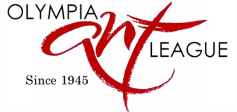 OLYMPIA
art
LEAGUE
Since 1945